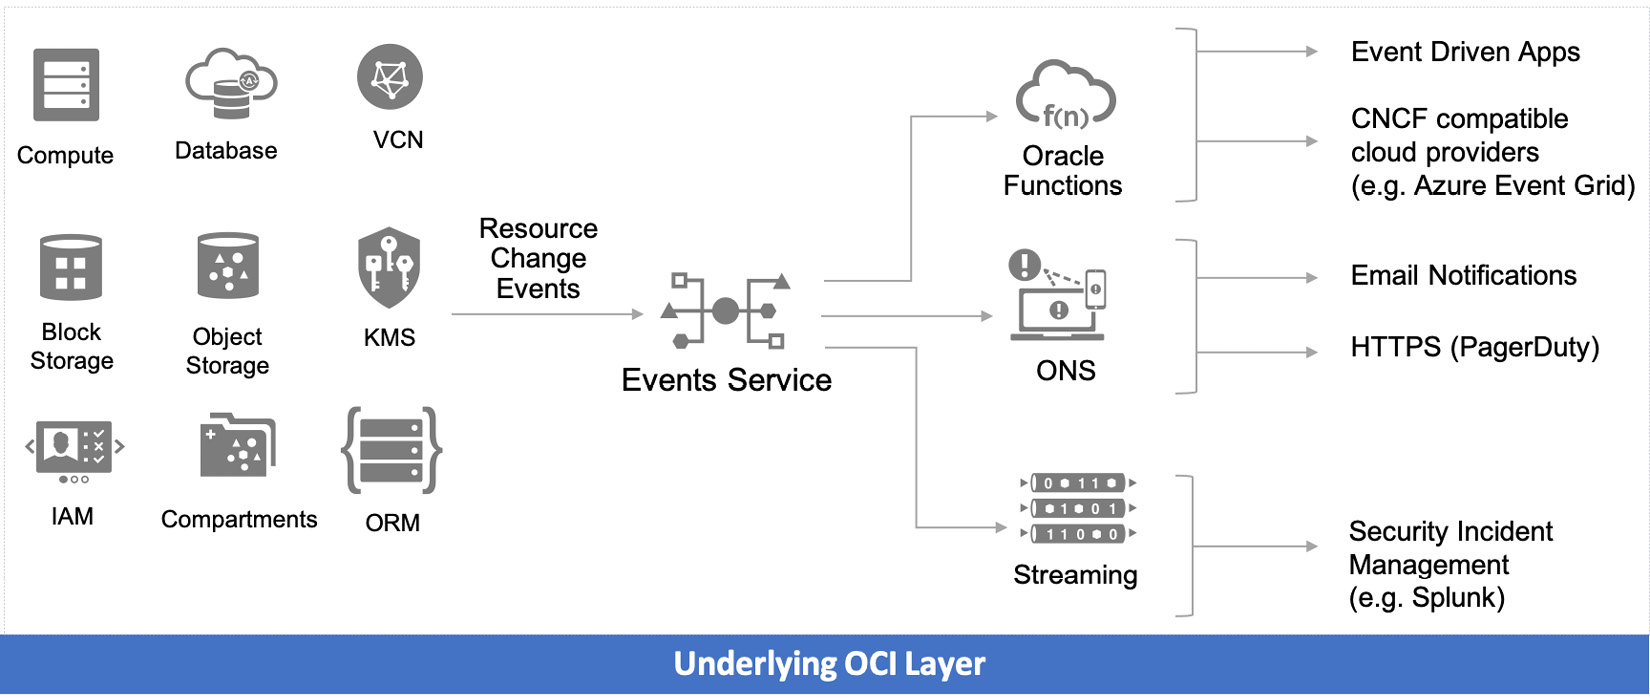 Compute
Database
VCN
Block
Storage
Object
Storage
KMS
IAM
Compartments
ORM
Resource
Change
Events
Events Service
f(n)
Oracle
Functions
ONS
0 11
1 01
110 0
Streaming
Event Driven Apps
CNCF compatible
cloud providers
(e.g. Azure Event Grid)
Email Notifications
HTTPS (PagerDuty)
Security Incident
Management
(e.g. Splunk)
Underlying OCI Layer